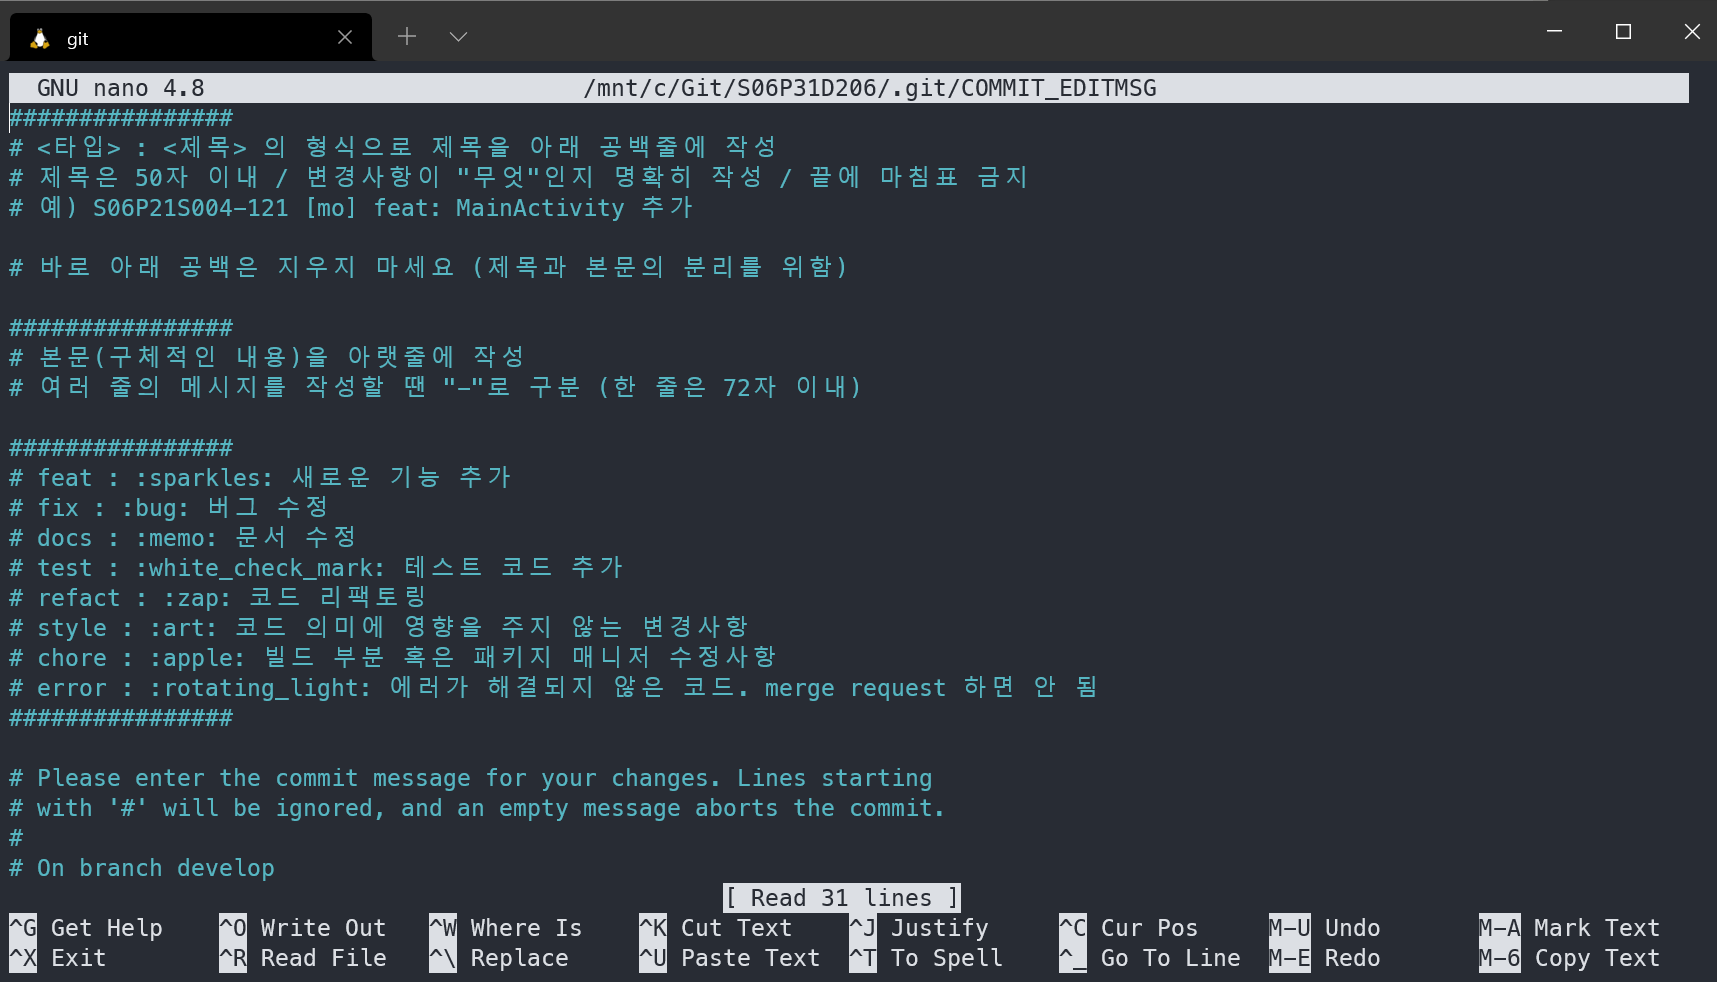 git
GNU nano 4.8 /mnt/c/Git/S06P31D206/.git/COMMIT_EDITMSG
################
# <타입> : <제목> 의 형식으로 제목을 아래 공백줄에 작성
# 제목은 50자 이내 / 변경사항이 "무엇"인지 명확히 작성 / 끝에 마침표 금지
# 예) S06P21S004-121 [mo] feat: MainActivity 추가
# 바로 아래 공백은 지우지 마세요 (제목과 본문의 분리를 위함)
################
# 본문(구체적인 내용)을 아랫줄에 작성
# 여러 줄의 메시지를 작성할 땐 "-"로 구분 (한 줄은 72자 이내)
################
# feat : :sparkles: 새로운 기능 추가
# fix : :bug: 버그 수정
# docs : :memo: 문서 수정
# test : :white_check_mark: 테스트 코드 추가
# refact : :zap: 코드 리팩토링
# style : :art: 코드 의미에 영향을 주지 않는 변경사항
# chore : :apple: 빌드 부분 혹은 패키지 매니저 수정사항
# error : :rotating_light: 에러가 해결되지 않은 코드. merge request 하면 안 됨
################
# Please enter the commit message for your changes. Lines starting
# with '#' will be ignored, and an empty message aborts the commit.
#
# On branch develop
[ Read 31 lines ]
^G Get Help ^O Write Out ^W Where Is ^K Cut Text ^J Justify ^C Cur Pos M-U Undo M-A Mark Text
^X Exit ^R Read File ^\ Replace ^U Paste Text ^T To Spell ^_ Go To Line M-E Redo M-6 Copy Text